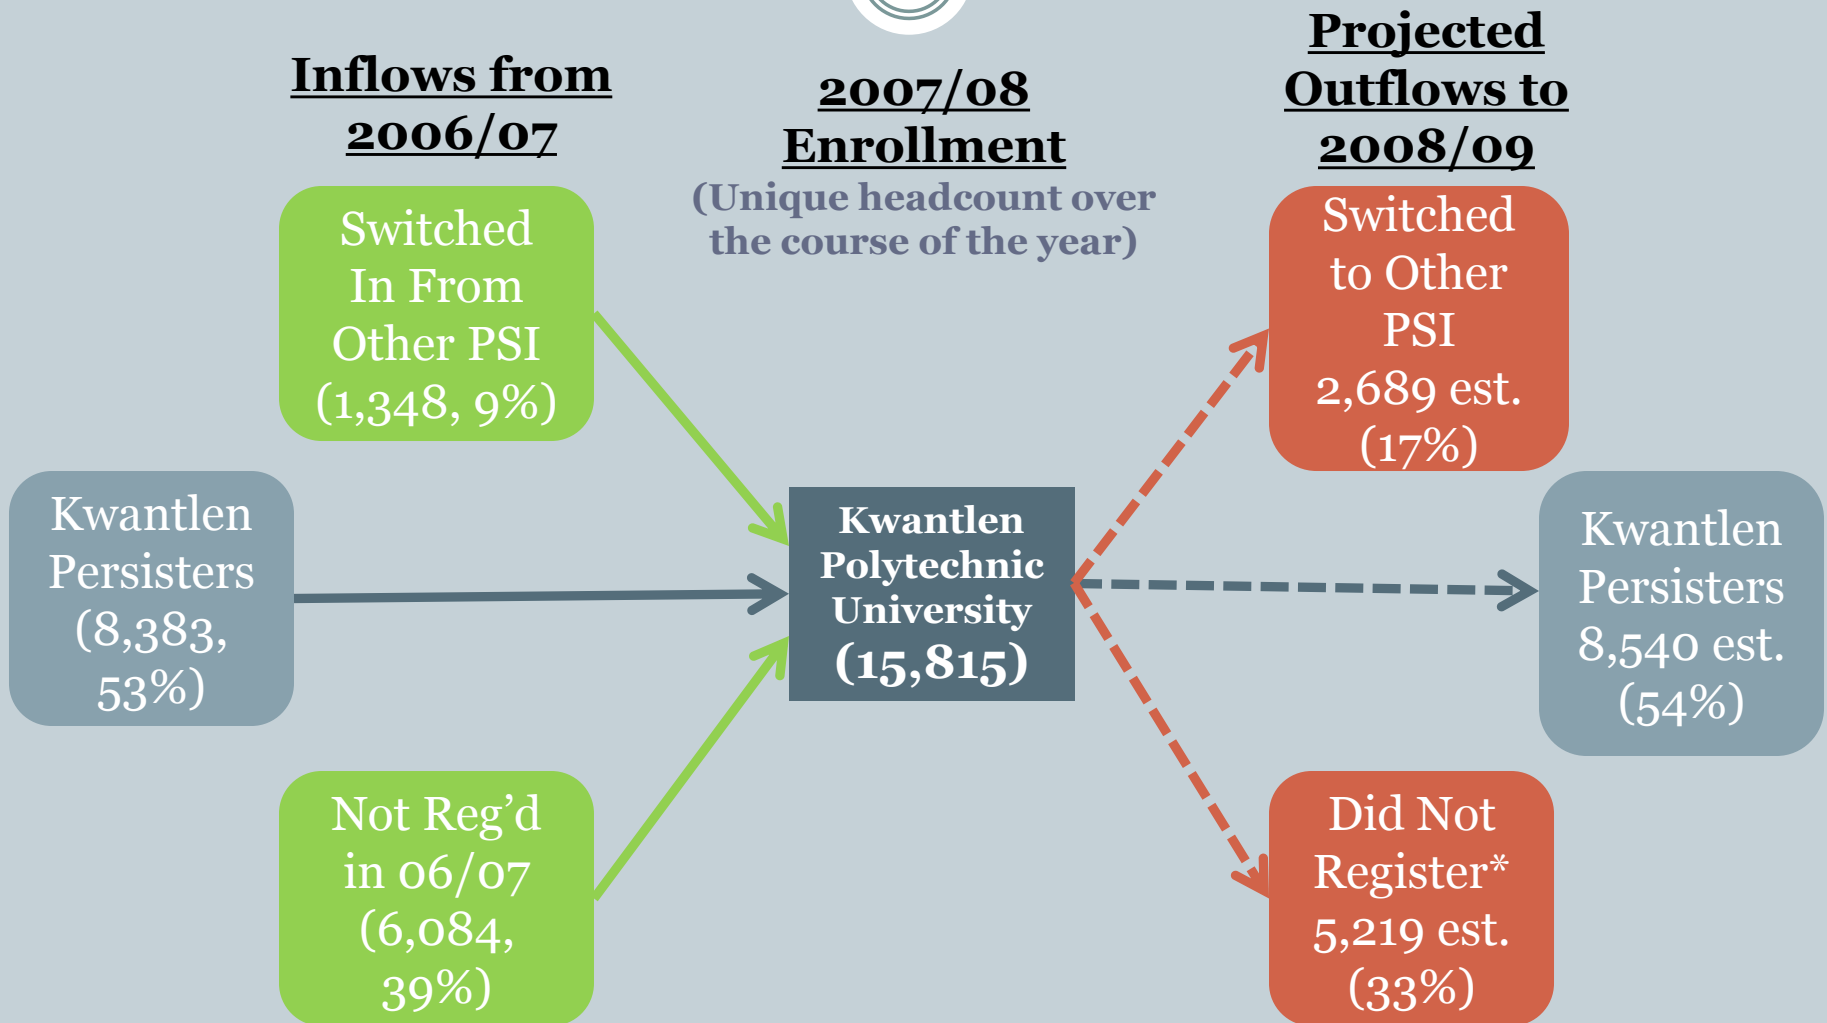 Inflows from
2006/07
2007/08
Enrollment
(Unique headcount over
the course of the year)
Projected
Outflows to
2008/09
Switched
In From
Other PSI
(1,348, 9%)
Kwantlen
Persisters
(8,383,
53%)
Not Reg’d
in 06/07
(6,084,
39%)
Kwantlen
Polytechnic
University
(15,815)
Switched
to Other
PSI
2,689 est.
(17%)
Kwantlen
Persisters
8,540 est.
(54%)
Did Not
Register*
5,219 est.
(33%)